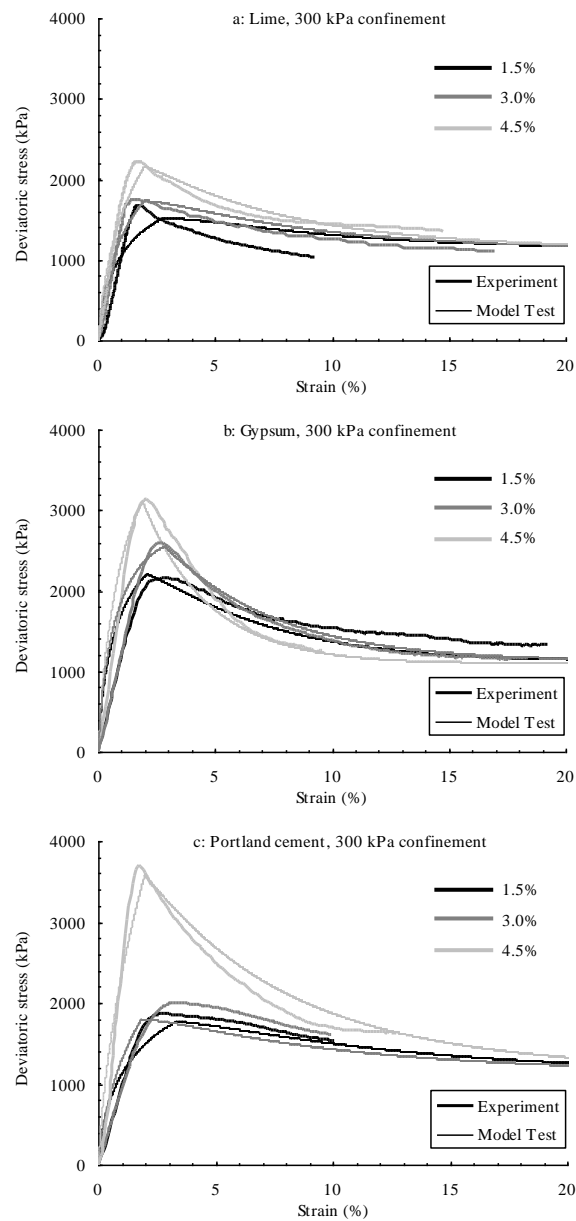 a: Lime, 300 kPa confinement
4000
3000
2000
1000
0
Deviatoric stress (kPa)
1.5%
3.0%
4.5%
Experiment
Model Test
0 5 10 15 20
Strain (%)
b: Gypsum, 300 kPa confinement
4000
3000
2000
1000
0
Deviatoric stress (kPa)
1.5%
3.0%
4.5%
Experiment
Model Test
0 5 10 15 20
Strain (%)
c: Portland cement, 300 kPa confinement
4000
3000
2000
1000
0
Deviatoric stress (kPa)
1.5%
3.0%
4.5%
Experiment
Model Test
0 5 10 15 20
Strain (%)